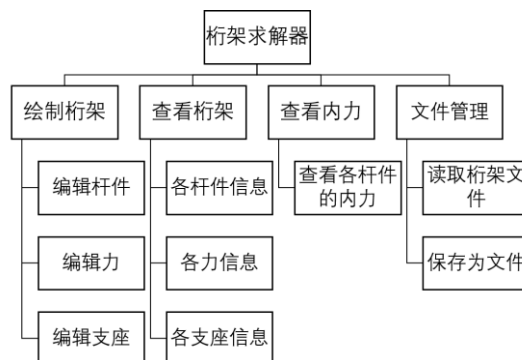 桁架求解器
绘制桁架
查看桁架
查看内力
文件管理
编辑杆件
各杆件信息
查看各杆件
的内力
读取桁架文
件
编辑力
各力信息
保存为文件
编辑支座
各支座信息